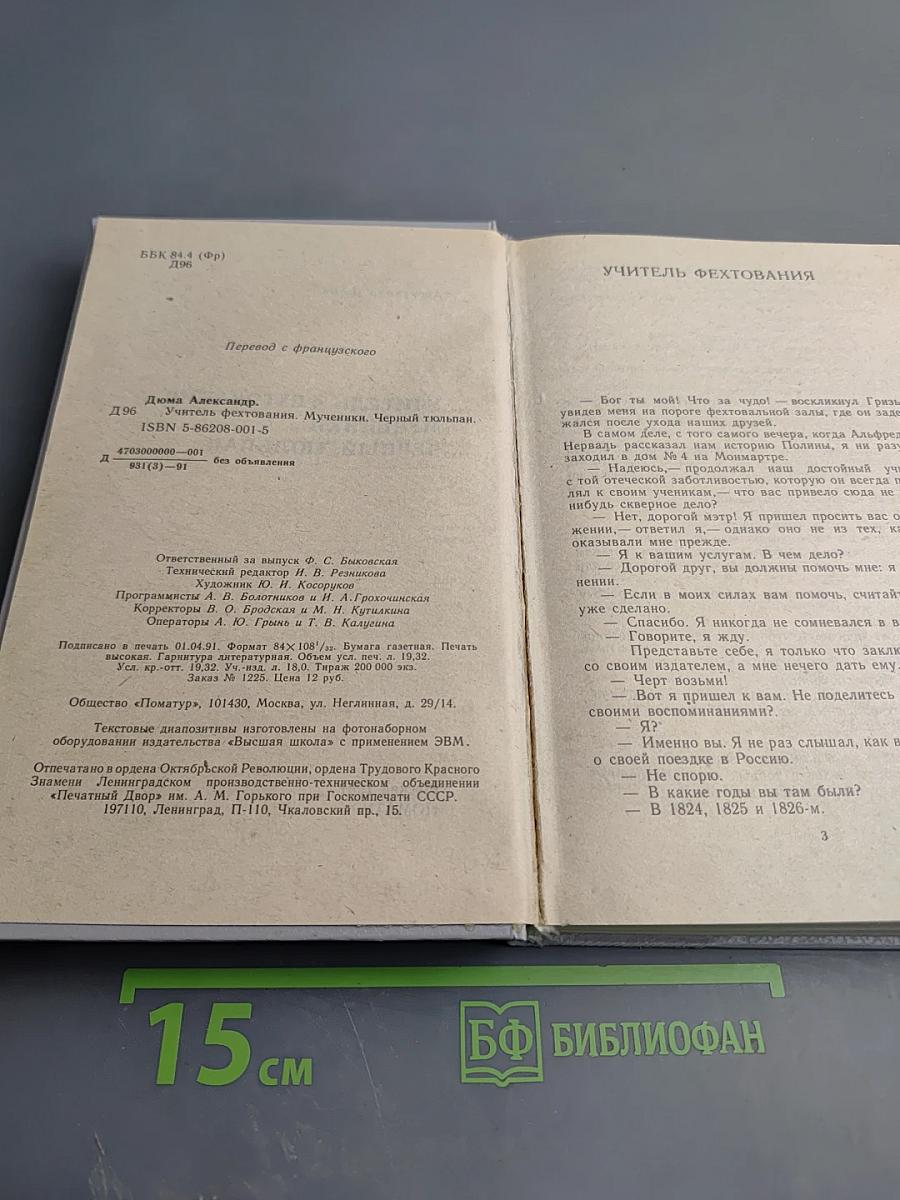 ББК 84.4 (Фр)
Д96
Перевод с французского
Дюма Александр.
Д 96 Учитель фехтования. Мученики. Черный тюльпан.
ISBN 5-86208-001-5
Д 4703000000—001
931(3)—91 без объявления
Ответственный за выпуск Ф. С. Быковская
Технический редактор И. В. Резникова
Художник Ю. И. Косоруков
Программисты А. В. Болотников и И. А. Грохочинская
Корректоры В. О. Бродская и М. Н. Кутилкина
Операторы А. Ю. Грынь и Т. В. Калугина
Подписано в печать 01.04.91. Формат 84×108¹/₃₂. Бумага газетная. Печать
высокая. Гарнитура литературная. Объем усл. печ. л. 19,32.
Усл. кр.-отт. 19,32. Уч.-изд. л. 18,0. Тираж 200 000 экз.
Заказ № 1225. Цена 12 руб.
Общество «Поматур», 101430, Москва, ул. Неглинная, д. 29/14.
Текстовые диапозитивы изготовлены на фотонаборном
оборудовании издательства «Высшая школа» с применением ЭВМ.
Отпечатано в ордена Октябрьской Революции, ордена Трудового Красного
Знамени Ленинградском производственно-техническом объединении
«Печатный Двор» им. А. М. Горького при Госкомпечати СССР.
197110, Ленинград, П-110, Чкаловский пр., 15.
УЧИТЕЛЬ ФЕХТОВАНИЯ
— Бог ты мой! Что за чудо! — воскликнул Гризь
увидев меня на пороге фехтовальной залы, где он заде
жался после ухода наших друзей.
В самом деле, с того самого вечера, когда Альфред
Нерваль рассказал нам историю Полины, я ни разу
заходил в дом № 4 на Монмартре.
— Надеюсь,— продолжал наш достойный учи
с той отеческой заботливостью, которую он всегда п
лял к своим ученикам,— что вас привело сюда не
нибудь скверное дело?
— Нет, дорогой мэтр! Я пришел просить вас о
жении,— ответил я,— однако оно не из тех, ка
оказывали мне прежде.
— Я к вашим услугам. В чем дело?
— Дорогой друг, вы должны помочь мне: я
нении.
— Если в моих силах вам помочь, считайт
уже сделано.
— Спасибо. Я никогда не сомневался в в
— Говорите, я жду.
Представьте себе, я только что заклю
со своим издателем, а мне нечего дать ему.
— Черт возьми!
— Вот я пришел к вам. Не поделитесь
своими воспоминаниями?
— Я?
— Именно вы. Я не раз слышал, как в
о своей поездке в Россию.
— Не спорю.
— В какие годы вы там были?
— В 1824, 1825 и 1826-м.
3
15 см
БФ БИБЛИОФАН